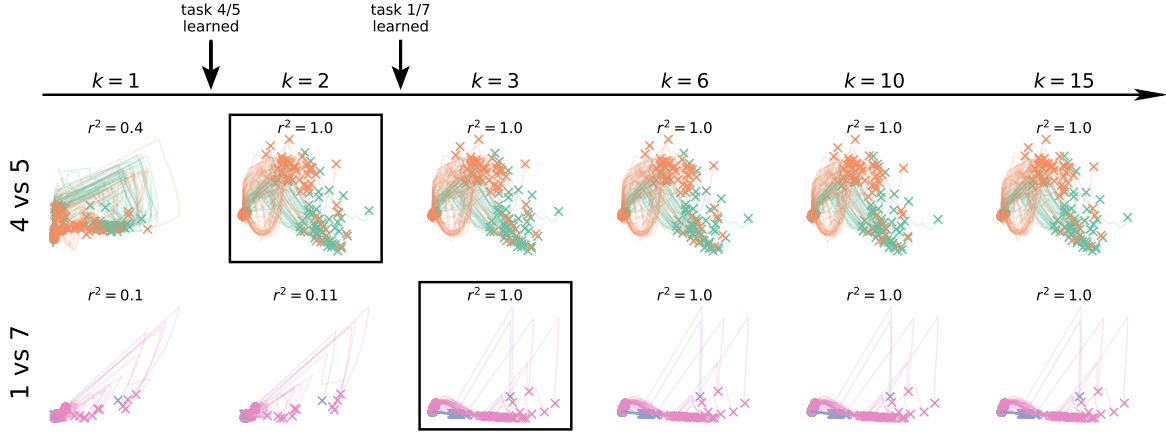 task 4/5
learned
task 1/7
learned
k = 1
k = 2
k = 3
k = 6
k = 10
k = 15
4 vs 5
r² = 0.4
r² = 1.0
r² = 1.0
r² = 1.0
r² = 1.0
r² = 1.0
1 vs 7
r² = 0.1
r² = 0.11
r² = 1.0
r² = 1.0
r² = 1.0
r² = 1.0